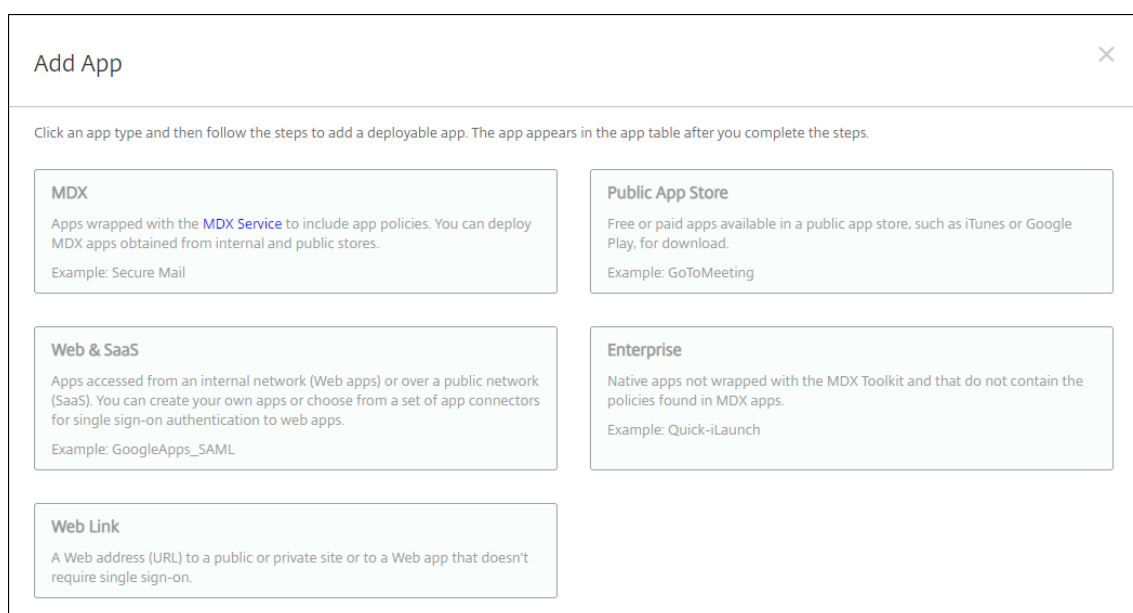 Add App
Click an app type and then follow the steps to add a deployable app. The app appears in the app table after you complete the steps.
MDX
Apps wrapped with the MDX Service to include app policies. You can deploy
MDX apps obtained from internal and public stores.
Example: Secure Mail
Public App Store
Free or paid apps available in a public app store, such as iTunes or Google
Play, for download.
Example: GoToMeeting
Web & SaaS
Apps accessed from an internal network (Web apps) or over a public network
(SaaS). You can create your own apps or choose from a set of app connectors
for single sign-on authentication to web apps.
Example: GoogleApps_SAML
Enterprise
Native apps not wrapped with the MDX Toolkit and that do not contain the
policies found in MDX apps.
Example: Quick-iLaunch
Web Link
A Web address (URL) to a public or private site or to a Web app that doesn't
require single sign-on.